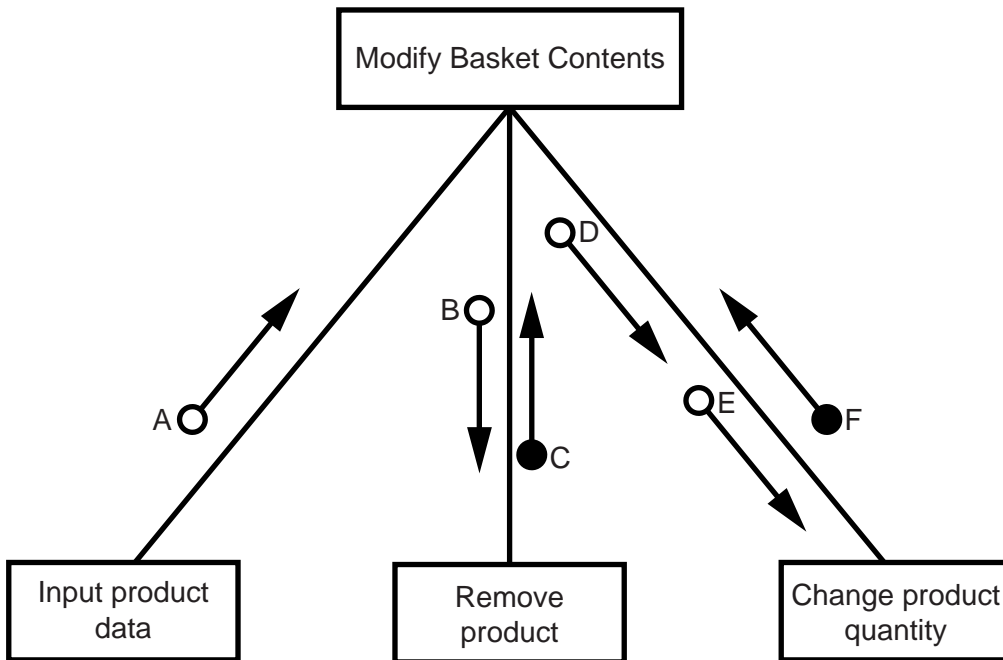 Modify Basket Contents
D
B
A
E
F
C
Input product
data
Remove
product
Change product
quantity